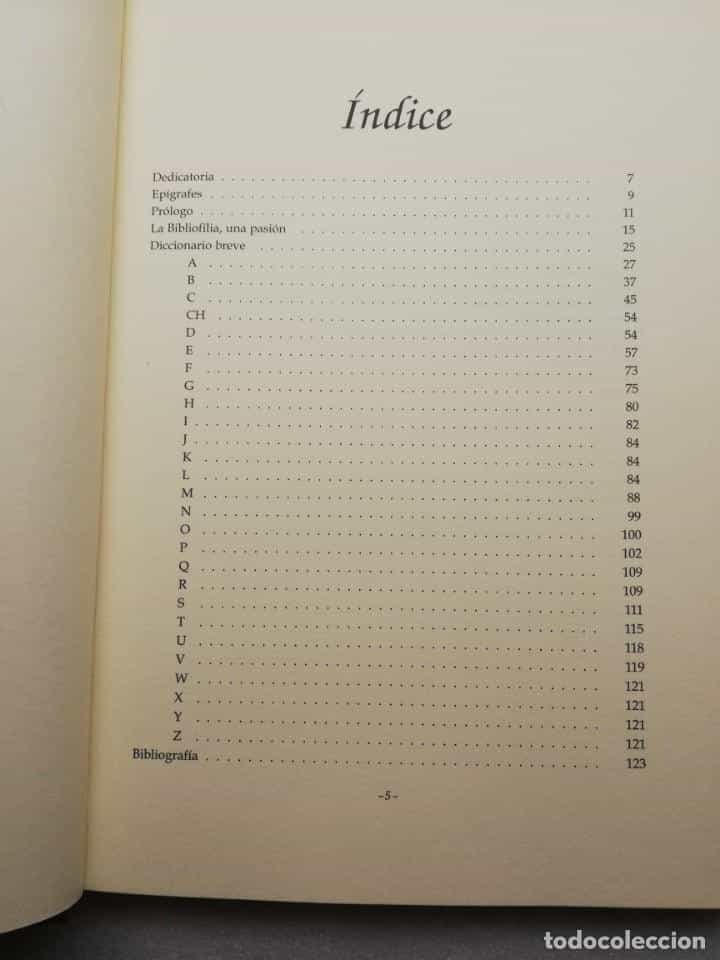 Índice
Dedicatoria . . . . . . . . . . . . . . . . . . . . . . . . . . . . 7
Epígrafes . . . . . . . . . . . . . . . . . . . . . . . . . . . . 9
Prólogo . . . . . . . . . . . . . . . . . . . . . . . . . . . . 11
La Bibliofilia, una pasión . . . . . . . . . . . . . . . . . . . . . . . 15
Diccionario breve . . . . . . . . . . . . . . . . . . . . . . . . 25
A . . . . . . . . . . . . . . . . . . . . . . . . . . . . 27
B . . . . . . . . . . . . . . . . . . . . . . . . . . . . 37
C . . . . . . . . . . . . . . . . . . . . . . . . . . . . 45
CH . . . . . . . . . . . . . . . . . . . . . . . . . . . . 54
D . . . . . . . . . . . . . . . . . . . . . . . . . . . . 54
E . . . . . . . . . . . . . . . . . . . . . . . . . . . . 57
F . . . . . . . . . . . . . . . . . . . . . . . . . . . . 73
G . . . . . . . . . . . . . . . . . . . . . . . . . . . . 75
H . . . . . . . . . . . . . . . . . . . . . . . . . . . . 80
I . . . . . . . . . . . . . . . . . . . . . . . . . . . . 82
J . . . . . . . . . . . . . . . . . . . . . . . . . . . . 84
K . . . . . . . . . . . . . . . . . . . . . . . . . . . . 84
L . . . . . . . . . . . . . . . . . . . . . . . . . . . . 84
M . . . . . . . . . . . . . . . . . . . . . . . . . . . . 88
N . . . . . . . . . . . . . . . . . . . . . . . . . . . . 99
O . . . . . . . . . . . . . . . . . . . . . . . . . . . . 100
P . . . . . . . . . . . . . . . . . . . . . . . . . . . . 102
Q . . . . . . . . . . . . . . . . . . . . . . . . . . . . 109
R . . . . . . . . . . . . . . . . . . . . . . . . . . . . 109
S . . . . . . . . . . . . . . . . . . . . . . . . . . . . 111
T . . . . . . . . . . . . . . . . . . . . . . . . . . . . 115
U . . . . . . . . . . . . . . . . . . . . . . . . . . . . 118
V . . . . . . . . . . . . . . . . . . . . . . . . . . . . 119
W . . . . . . . . . . . . . . . . . . . . . . . . . . . . 121
X . . . . . . . . . . . . . . . . . . . . . . . . . . . . 121
Y . . . . . . . . . . . . . . . . . . . . . . . . . . . . 121
Z . . . . . . . . . . . . . . . . . . . . . . . . . . . . 121
Bibliografía . . . . . . . . . . . . . . . . . . . . . . . . . . . . 123
–5–
todocoleccion